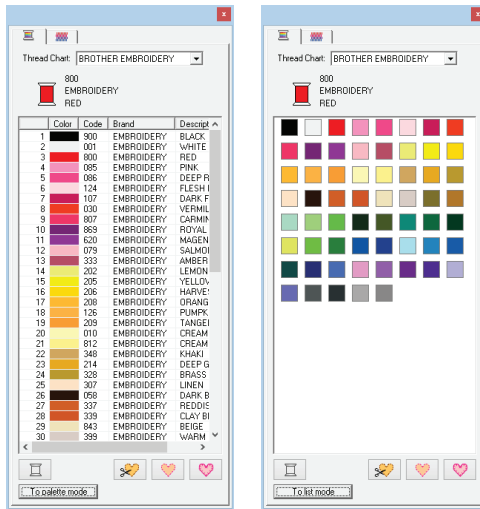 x
Thread Chart: BROTHER EMBROIDERY
800
EMBROIDERY
RED
Color Code Brand Descript
1 900 EMBROIDERY BLACK
2 001 EMBROIDERY WHITE
3 800 EMBROIDERY RED
4 085 EMBROIDERY PINK
5 086 EMBROIDERY DEEP R
6 124 EMBROIDERY FLESH
7 107 EMBROIDERY DARK F
8 030 EMBROIDERY VERMIL
9 807 EMBROIDERY CARMIN
10 869 EMBROIDERY ROYAL
11 620 EMBROIDERY MAGEN
12 079 EMBROIDERY SALMO
13 333 EMBROIDERY AMBER
14 202 EMBROIDERY LEMON
15 205 EMBROIDERY YELLOV
16 206 EMBROIDERY HARVE
17 208 EMBROIDERY ORANG
18 126 EMBROIDERY PUMPK
19 209 EMBROIDERY TANGEI
20 010 EMBROIDERY CREAM
21 812 EMBROIDERY CREAM
22 348 EMBROIDERY KHAKI
23 214 EMBROIDERY DEEP G
24 328 EMBROIDERY BRASS
25 307 EMBROIDERY LINEN
26 058 EMBROIDERY DARK B
27 337 EMBROIDERY REDDIS
28 339 EMBROIDERY CLAY B
29 843 EMBROIDERY BEIGE
30 399 EMBROIDERY WARM
To palette mode
x
Thread Chart: BROTHER EMBROIDERY
800
EMBROIDERY
RED
To list mode